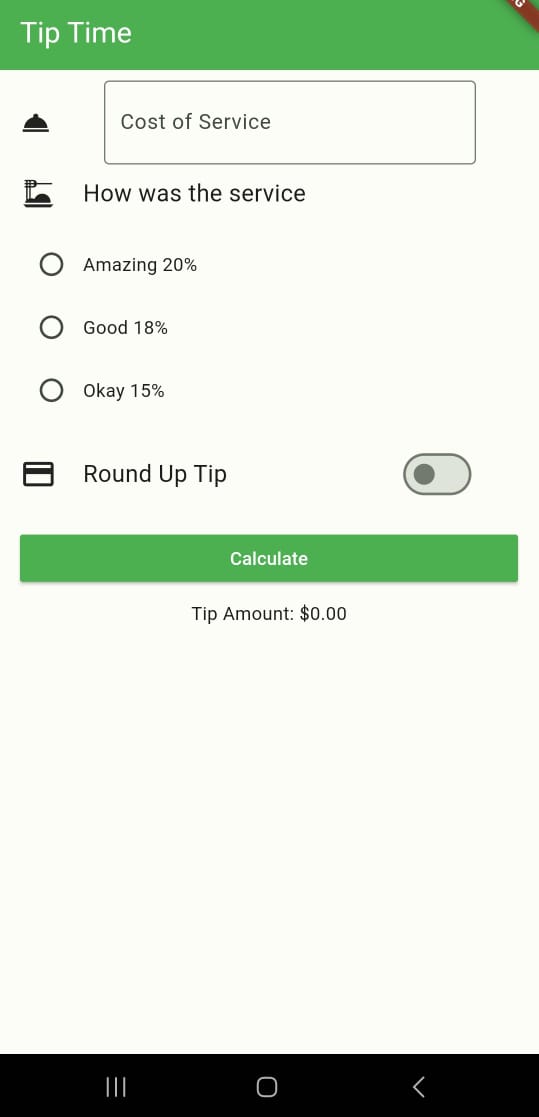 Tip Time
Cost of Service
How was the service
Amazing 20%
Good 18%
Okay 15%
Round Up Tip
Calculate
Tip Amount: $0.00